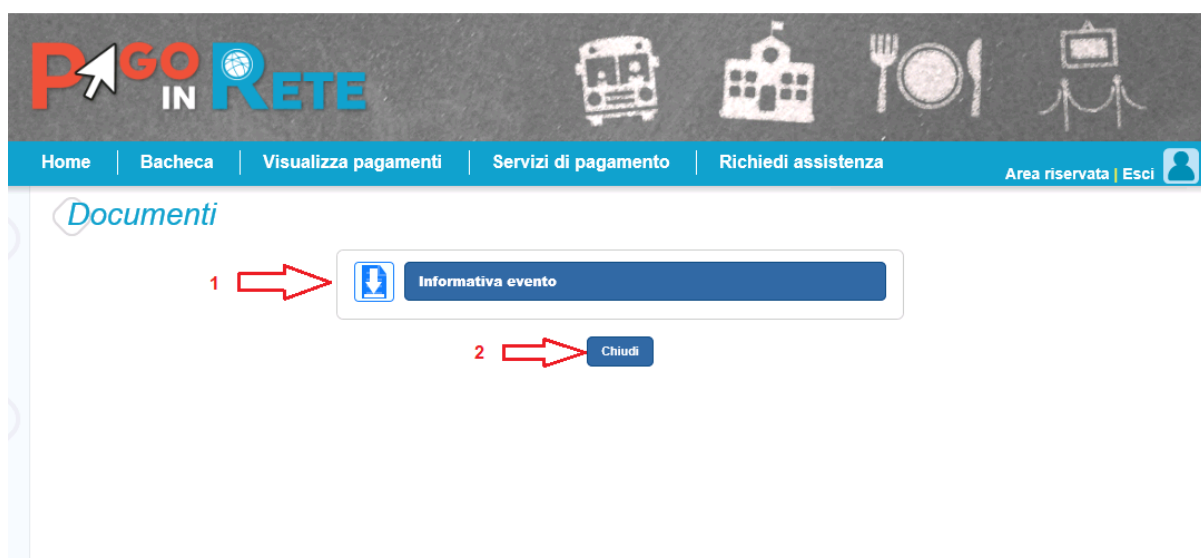 PAGO
IN RETE
Home Bacheca Visualizza pagamenti Servizi di pagamento Richiedi assistenza
Area riservata | Esci
Documenti
1 Informativa evento
2 Chiudi